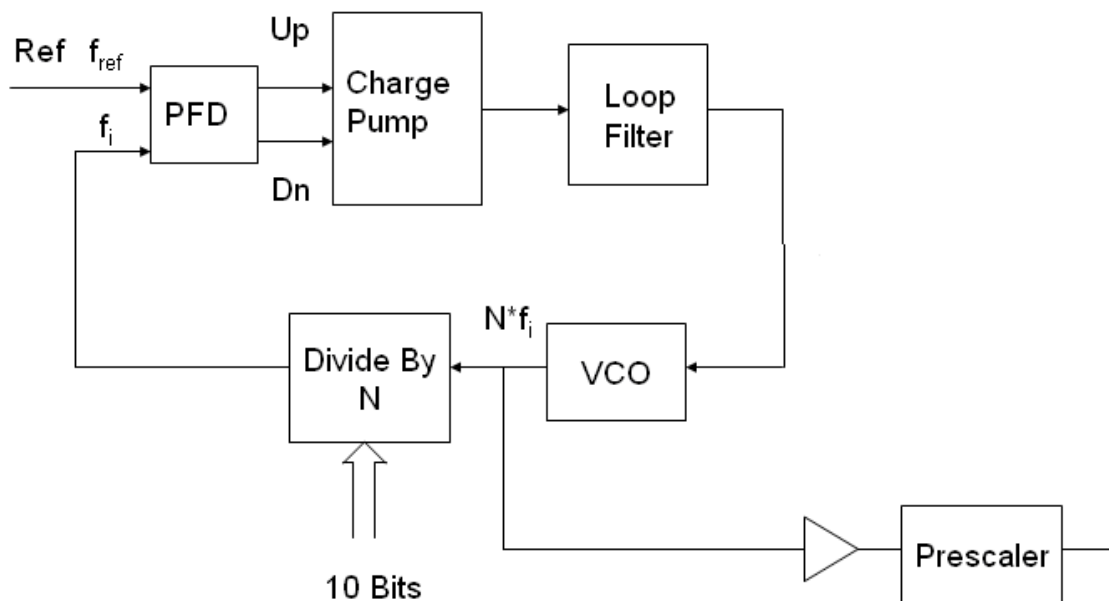 Up
Ref f_ref
PFD
Charge
Pump
Loop
Filter
f_i
Dn
N*f_i
Divide By
N
VCO
10 Bits
Prescaler